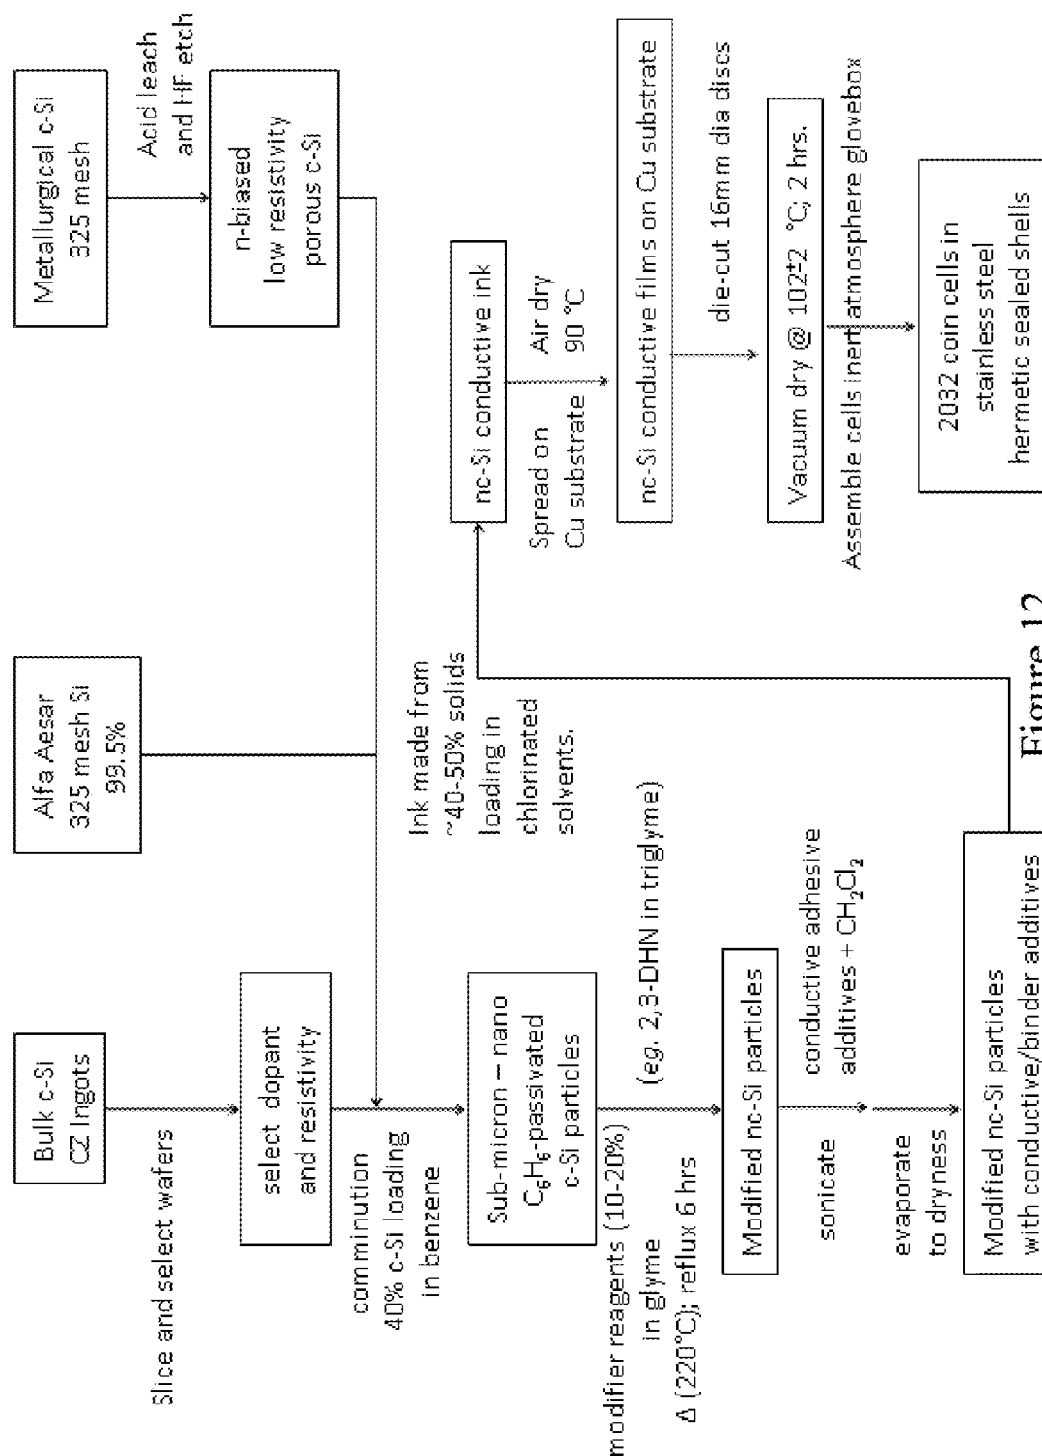 Bulk c-Si
CZ Ingots
Slice and select wafers
select dopant
and resistivity
comminution
40% c-Si loading
in benzene
Sub-micron – nano
C₆H₆-passivated
c-Si particles
modifier reagents (10-20%)
in glyme
Δ (220°C); reflux 6 hrs
(eg. 2,3-DHN in triglyme)
Modified nc-Si particles
sonicate
conductive adhesive
additives + CH₂Cl₂
evaporate
to dryness
Modified nc-Si particles
with conductive/binder additives
Alfa Aesar
325 mesh Si
99.5%
Metallurgical c-Si
325 mesh
Acid leach
and HF etch
n-biased
low resistivity
porous c-Si
Ink made from
~40-50% solids
loading in
chlorinated
solvents.
nc-Si conductive ink
Spread on
Cu substrate
Air dry
90 °C
nc-Si conductive films on Cu substrate
die-cut 16mm dia discs
Vacuum dry @ 102±2 °C; 2 hrs.
Assemble cells inert atmosphere glovebox
2032 coin cells in
stainless steel
hermetic sealed shells
Figure 12